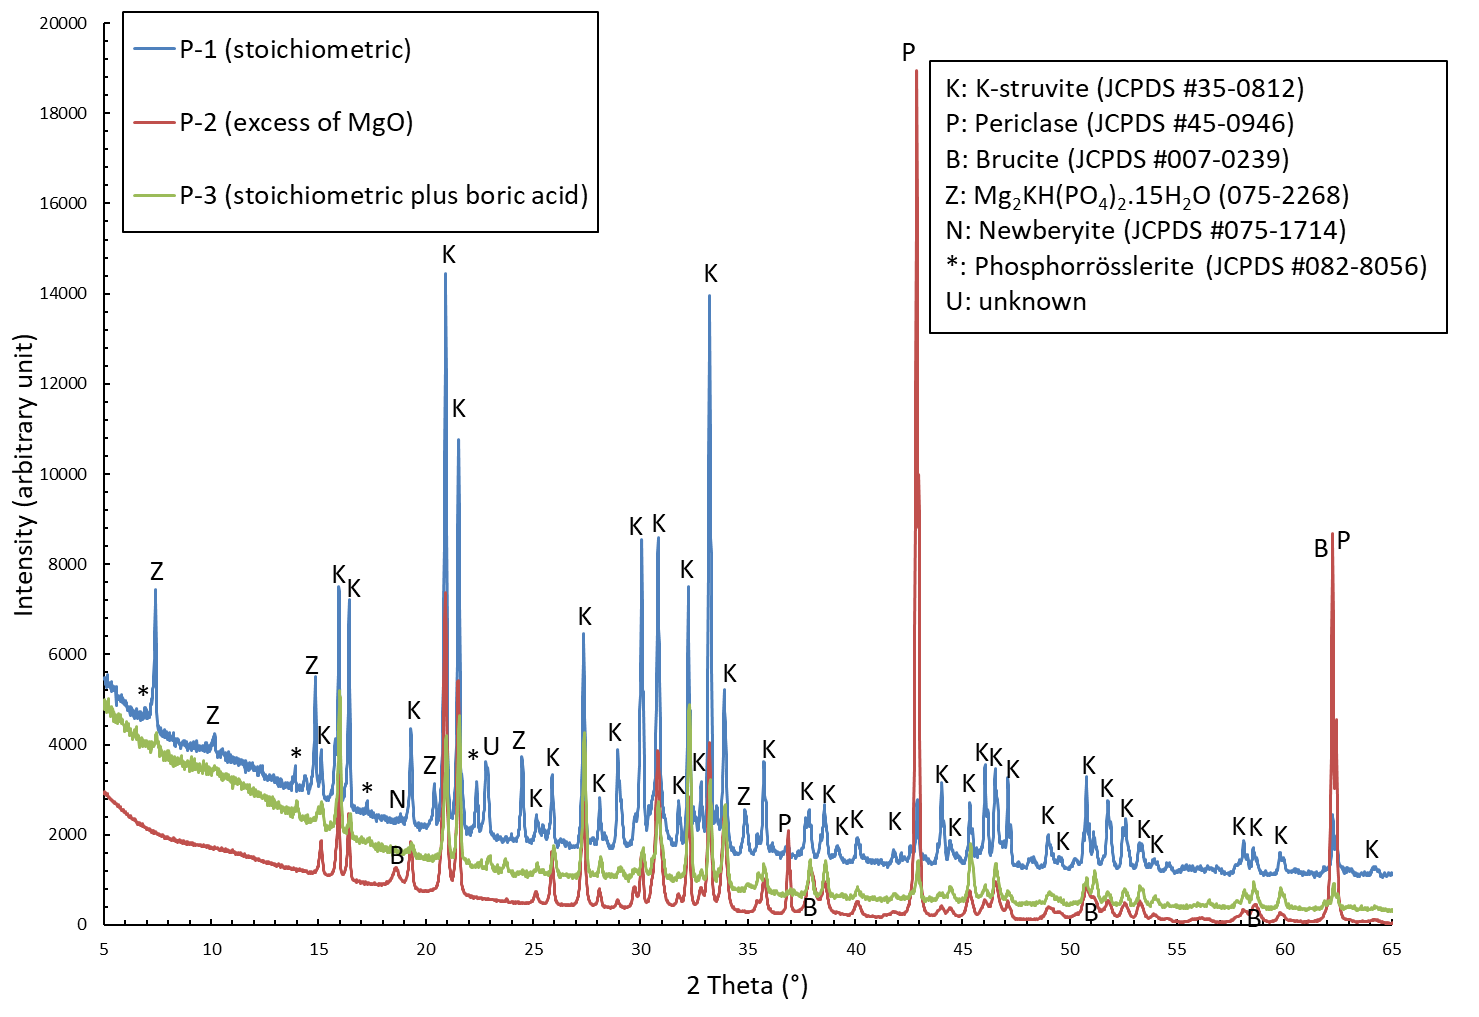 20000
18000
16000
14000
12000
10000
8000
6000
4000
2000
0
Intensity (arbitrary unit)
P-1 (stoichiometric)
P-2 (excess of MgO)
P-3 (stoichiometric plus boric acid)
K: K-struvite (JCPDS #35-0812)
P: Periclase (JCPDS #45-0946)
B: Brucite (JCPDS #007-0239)
Z: Mg2KH(PO4)2.15H2O (075-2268)
N: Newberyite (JCPDS #075-1714)
*: Phosphorrösslerite (JCPDS #082-8056)
U: unknown
* Z Z * Z K K K * N B K Z K K * U Z K K K K K K K K K K K K Z K P K K B K K K K P K K K K K K K K K K B K K K K K K B K B P K
5 10 15 20 25 30 35 40 45 50 55 60 65
2 Theta (°)